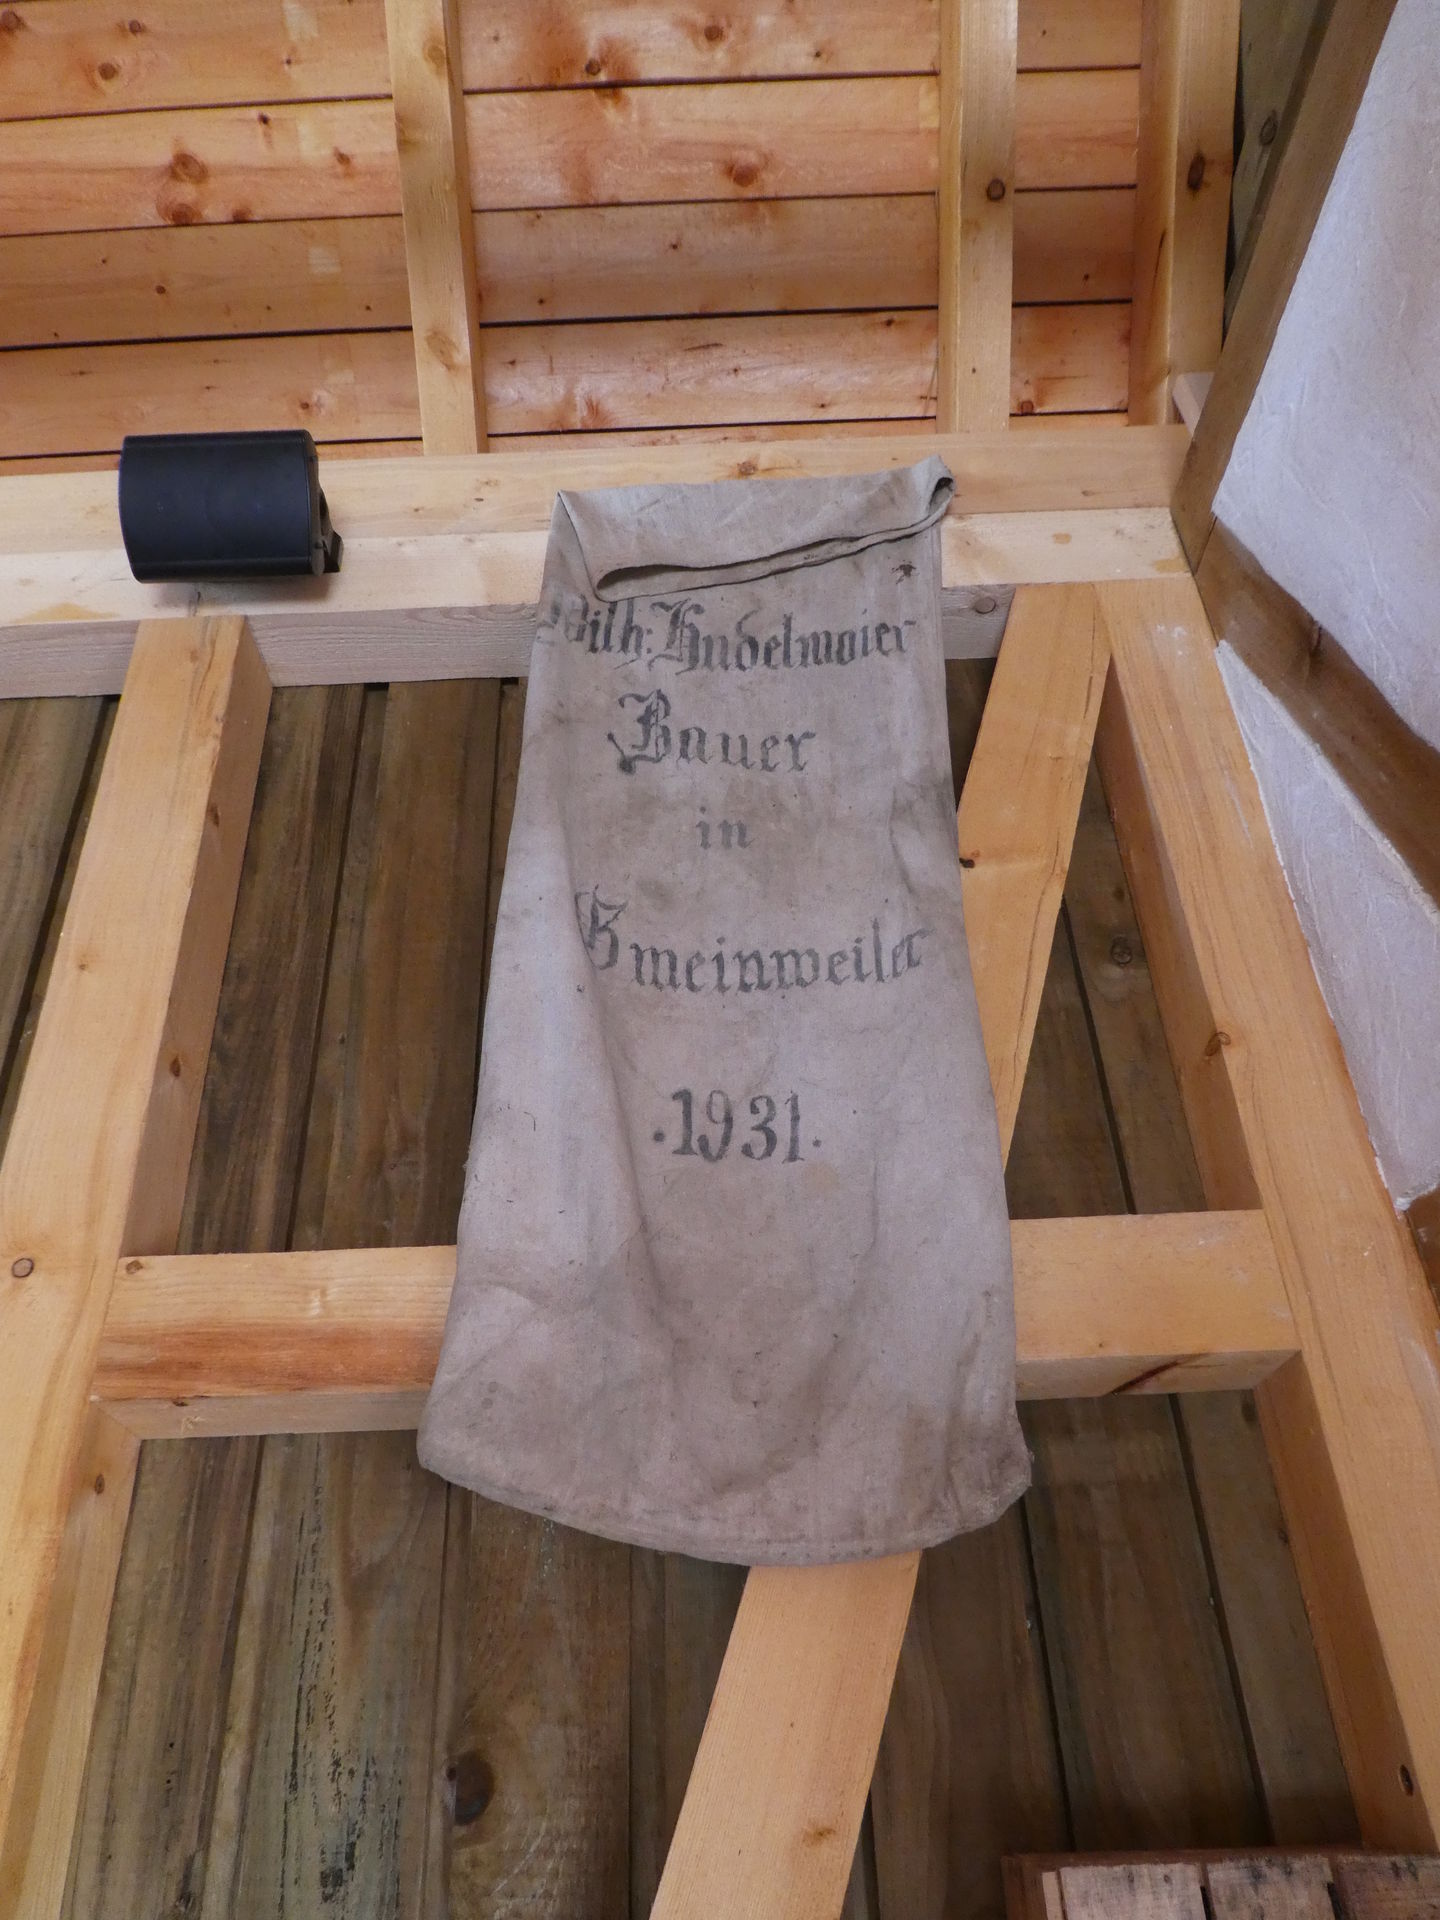 Wilh: Hudelmaier
Bauer
in
Gmeinweiler
.1931.